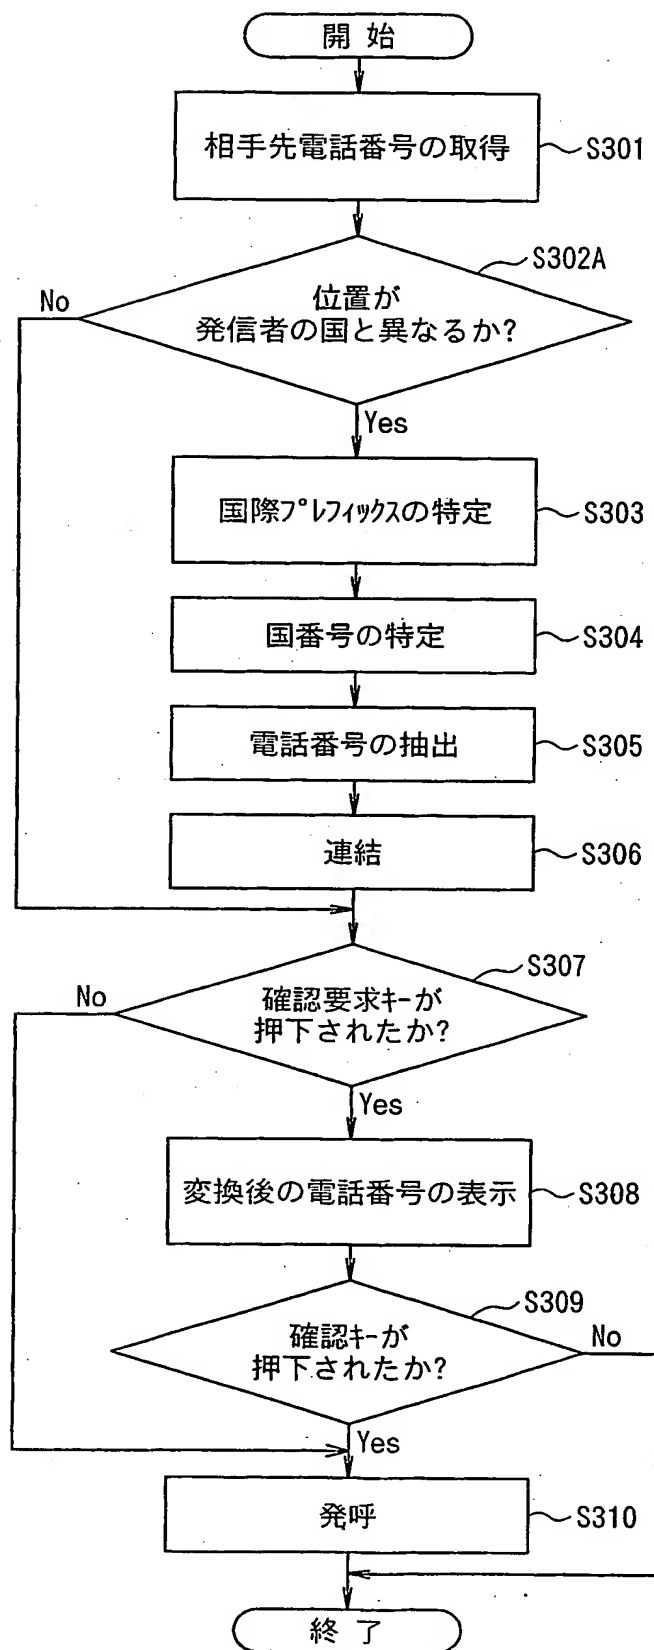 開 始
相手先電話番号の取得
S301
S302A
位置が
発信者の国と異なるか?
No
Yes
国際プレフィックスの特定
S303
国番号の特定
S304
電話番号の抽出
S305
連結
S306
S307
確認要求キーが
押下されたか?
No
Yes
変換後の電話番号の表示
S308
S309
確認キーが
押下されたか?
No
Yes
発呼
S310
終 了